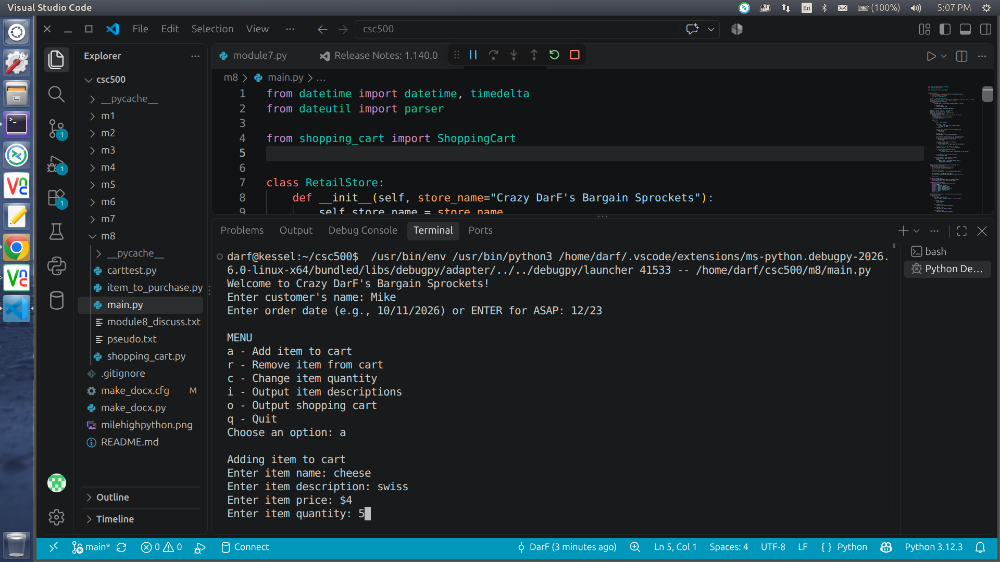 Visual Studio Code
En
(100%)
5:07 PM
File Edit Selection View
csc500
Explorer
csc500
__pycache__
m1
m2
m3
m4
m5
m6
m7
m8
__pycache__
carttest.py
item_to_purchase.py
main.py
module8_discuss.txt
pseudo.txt
shopping_cart.py
.gitignore
make_docx.cfg M
make_docx.py
milehighpython.png
README.md
Outline
Timeline
1
1
1
module7.py
Release Notes: 1.140.0
m8 > main.py > ...
1 from datetime import datetime, timedelta
2 from dateutil import parser
3
4 from shopping_cart import ShoppingCart
5
6
7 class RetailStore:
8 def __init__(self, store_name="Crazy DarF's Bargain Sprockets"):
9 self.store_name = store_name
Problems Output Debug Console Terminal Ports
darf@kessel:~/csc500$ /usr/bin/env /usr/bin/python3 /home/darf/.vscode/extensions/ms-python.debugpy-2026.
6.0-linux-x64/bundled/libs/debugpy/adapter/../../debugpy/launcher 41533 -- /home/darf/csc500/m8/main.py
Welcome to Crazy DarF's Bargain Sprockets!
Enter customer's name: Mike
Enter order date (e.g., 10/11/2026) or ENTER for ASAP: 12/23
MENU
a - Add item to cart
r - Remove item from cart
c - Change item quantity
i - Output item descriptions
o - Output shopping cart
q - Quit
Choose an option: a
Adding item to cart
Enter item name: cheese
Enter item description: swiss
Enter item price: $4
Enter item quantity: 5
bash
Python De...
main*
0 0
Connect
DarF (3 minutes ago)
Ln 5, Col 1
Spaces: 4
UTF-8
LF
{ } Python
Python 3.12.3